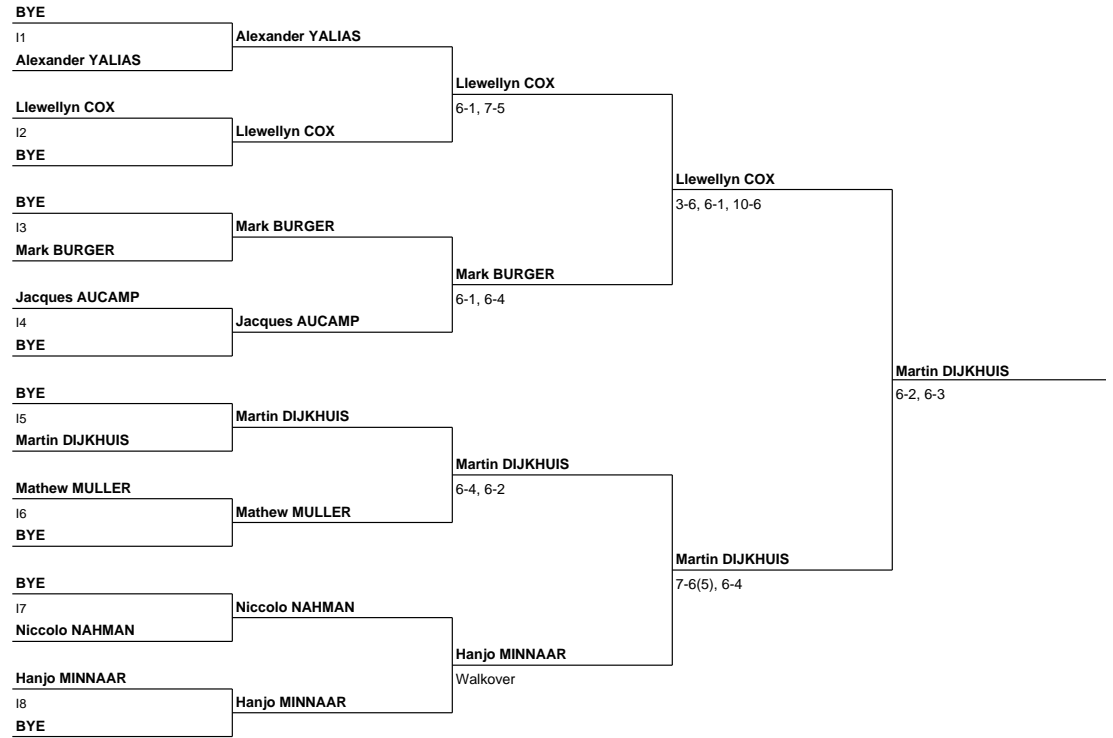 BYE
I1
Alexander YALIAS
Llewellyn COX
I2
BYE
BYE
I3
Mark BURGER
Jacques AUCAMP
I4
BYE
BYE
I5
Martin DIJKHUIS
Mathew MULLER
I6
BYE
BYE
I7
Niccolo NAHMAN
Hanjo MINNAAR
I8
BYE
Alexander YALIAS
Llewellyn COX
Mark BURGER
Jacques AUCAMP
Martin DIJKHUIS
Mathew MULLER
Niccolo NAHMAN
Hanjo MINNAAR
Llewellyn COX
6-1, 7-5
Mark BURGER
6-1, 6-4
Martin DIJKHUIS
6-4, 6-2
Hanjo MINNAAR
Walkover
Llewellyn COX
3-6, 6-1, 10-6
Martin DIJKHUIS
7-6(5), 6-4
Martin DIJKHUIS
6-2, 6-3